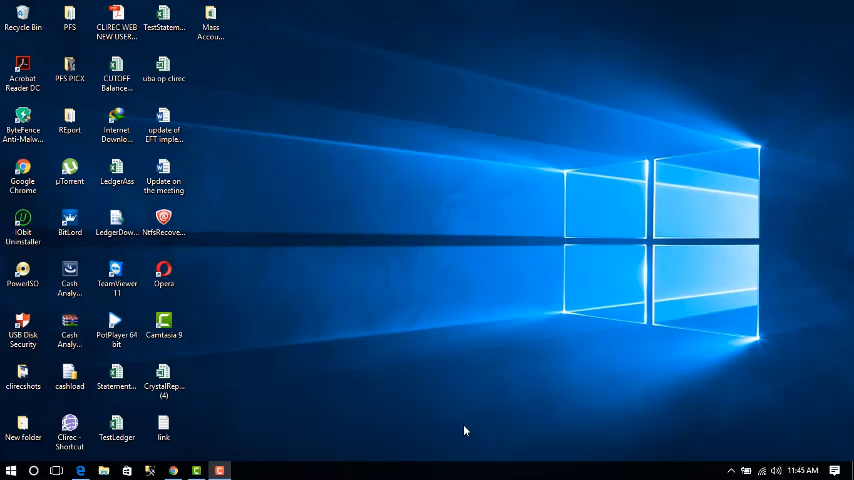 Recycle Bin
PFS
CLIREC WEB
NEW USER...
TestStatem...
Mass
Accou...
Acrobat
Reader DC
PFS PICX
CUTOFF
Balance...
uba op clirec
ByteFence
Anti-Malw...
REport
Internet
Downlo...
update of
EFT imple...
Google
Chrome
µTorrent
LedgerAss
Update on
the meeting
IObit
Uninstaller
BitLord
LedgerDow...
NtfsRecove...
PowerISO
Cash
Analy...
TeamViewer
11
Opera
USB Disk
Security
Cash
Analy...
PotPlayer 64
bit
Camtasia 9
clirecshots
cashload
Statement...
CrystalRep...
(4)
New folder
Clirec -
Shortcut
TestLedger
link
11:45 AM